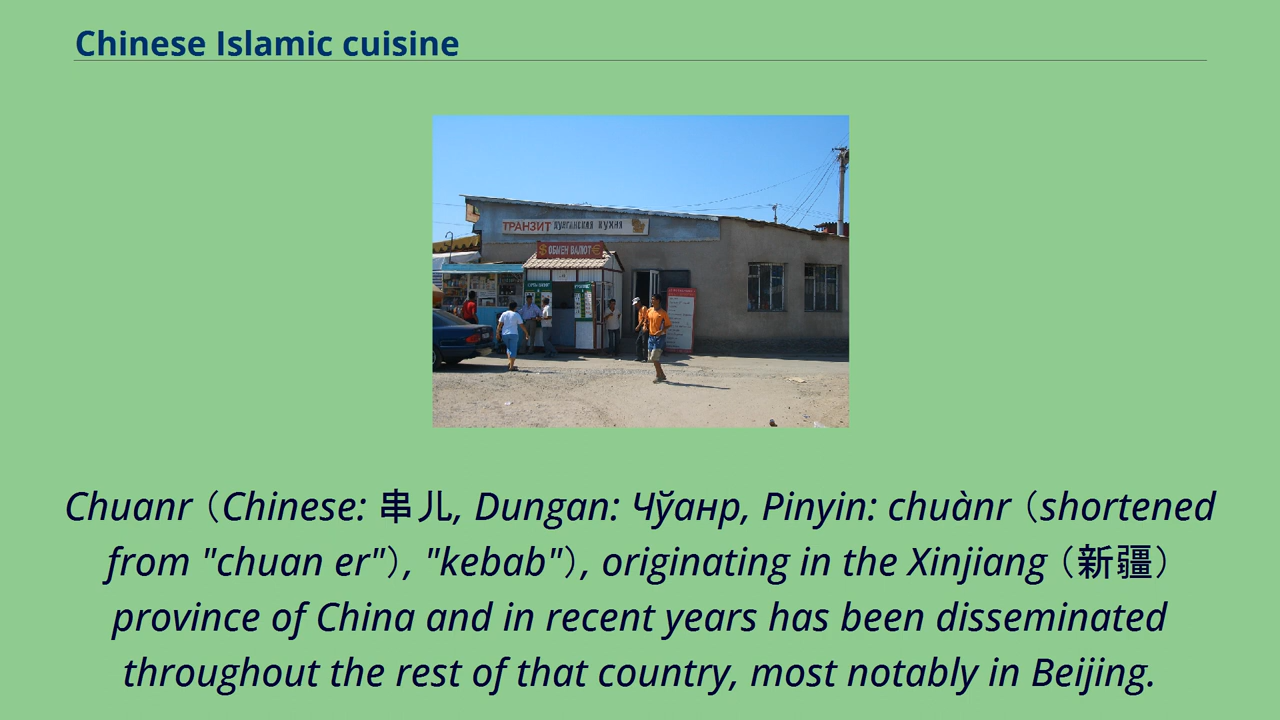 Chinese Islamic cuisine
ТРАНЗИТ ДУНГАНСКАЯ КУХНЯ
$ ОБМЕН ВАЛЮТ €
Chuanr（Chinese: 串儿, Dungan: Чўанр, Pinyin: chuànr（shortened
from "chuan er"）, "kebab"）, originating in the Xinjiang（新疆）
province of China and in recent years has been disseminated
throughout the rest of that country, most notably in Beijing.